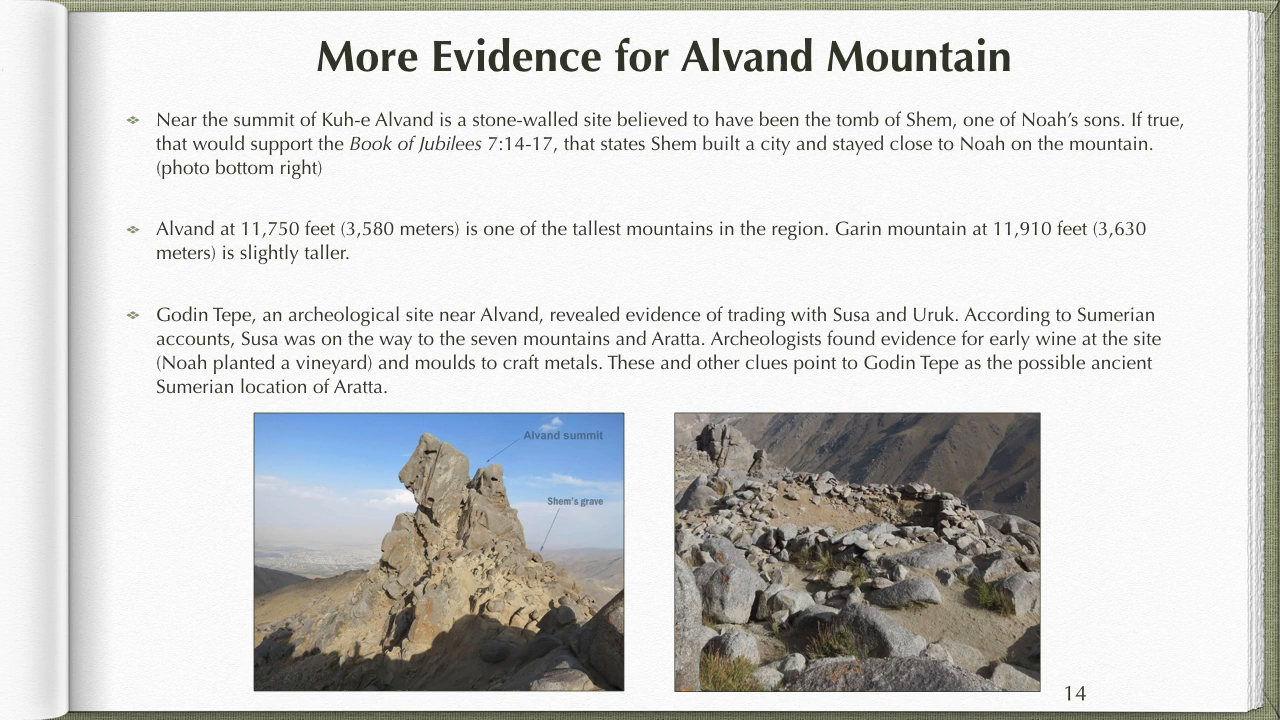 More Evidence for Alvand Mountain
Near the summit of Kuh-e Alvand is a stone-walled site believed to have been the tomb of Shem, one of Noah’s sons. If true,
that would support the Book of Jubilees 7:14-17, that states Shem built a city and stayed close to Noah on the mountain.
(photo bottom right)
Alvand at 11,750 feet (3,580 meters) is one of the tallest mountains in the region. Garin mountain at 11,910 feet (3,630
meters) is slightly taller.
Godin Tepe, an archeological site near Alvand, revealed evidence of trading with Susa and Uruk. According to Sumerian
accounts, Susa was on the way to the seven mountains and Aratta. Archeologists found evidence for early wine at the site
(Noah planted a vineyard) and moulds to craft metals. These and other clues point to Godin Tepe as the possible ancient
Sumerian location of Aratta.
Alvand summit
Shem's grave
14